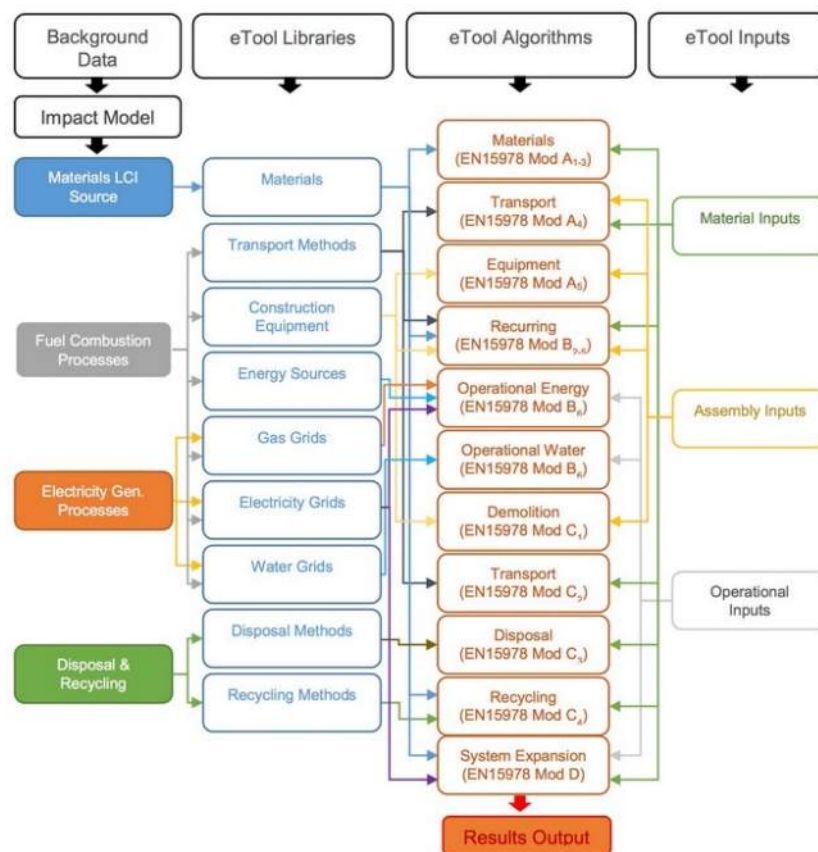 Background
Data
eTool Libraries
eTool Algorithms
eTool Inputs
Impact Model
Materials LCI
Source
Fuel Combustion
Processes
Electricity Gen.
Processes
Disposal &
Recycling
Materials
Transport Methods
Construction
Equipment
Energy Sources
Gas Grids
Electricity Grids
Water Grids
Disposal Methods
Recycling Methods
Materials
(EN15978 Mod A1-3)
Transport
(EN15978 Mod A4)
Equipment
(EN15978 Mod A5)
Recurring
(EN15978 Mod B2-5)
Operational Energy
(EN15978 Mod B6)
Operational Water
(EN15978 Mod B6)
Demolition
(EN15978 Mod C1)
Transport
(EN15978 Mod C2)
Disposal
(EN15978 Mod C3)
Recycling
(EN15978 Mod C4)
System Expansion
(EN15978 Mod D)
Results Output
Material Inputs
Assembly Inputs
Operational
Inputs